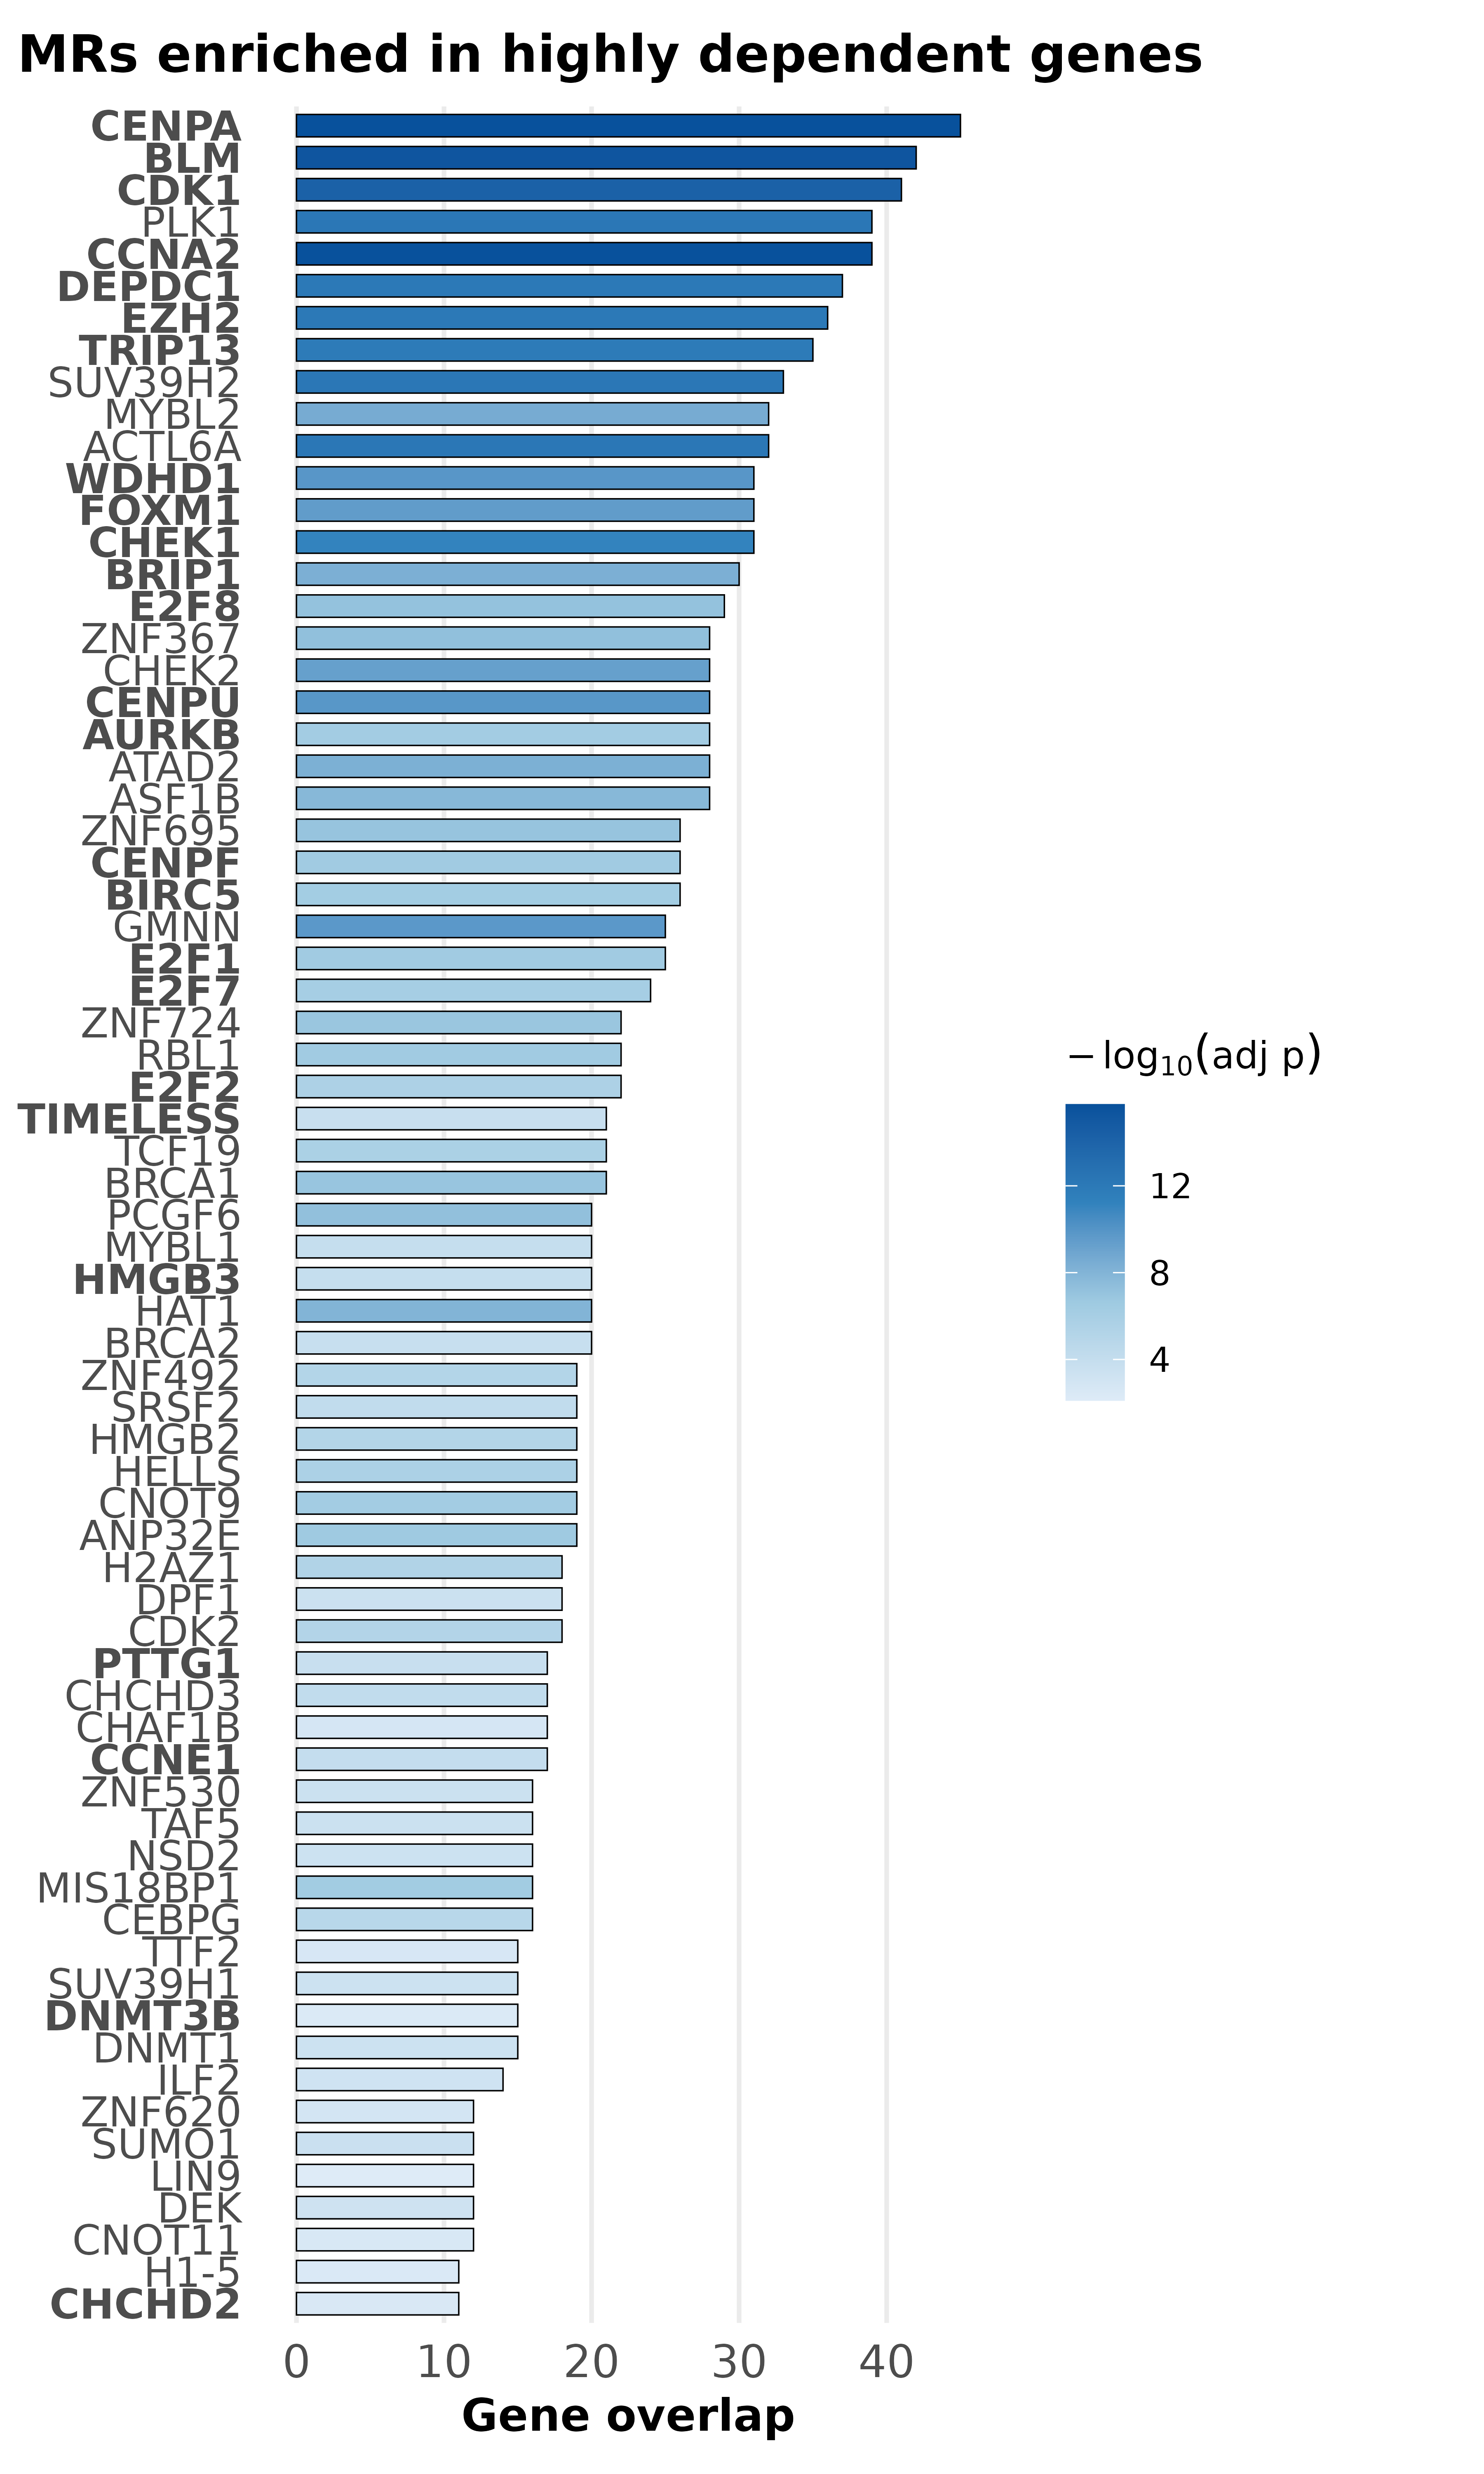 MRs enriched in highly dependent genes
CENPA
BLM
CDK1
PLK1
CCNA2
DEPDC1
EZH2
TRIP13
SUV39H2
MYBL2
ACTL6A
WDHD1
FOXM1
CHEK1
BRIP1
E2F8
ZNF367
CHEK2
CENPU
AURKB
ATAD2
ASF1B
ZNF695
CENPF
BIRC5
GMNN
E2F1
E2F7
ZNF724
RBL1
E2F2
TIMELESS
TCF19
BRCA1
PCGF6
MYBL1
HMGB3
HAT1
BRCA2
ZNF492
SRSF2
HMGB2
HELLS
CNOT9
ANP32E
H2AZ1
DPF1
CDK2
PTTG1
CHCHD3
CHAF1B
CCNE1
ZNF530
TAF5
NSD2
MIS18BP1
CEBPG
TTF2
SUV39H1
DNMT3B
DNMT1
ILF2
ZNF620
SUMO1
LIN9
DEK
CNOT11
H1-5
CHCHD2
0 10 20 30 40
Gene overlap
− log₁₀(adj p)
12
8
4